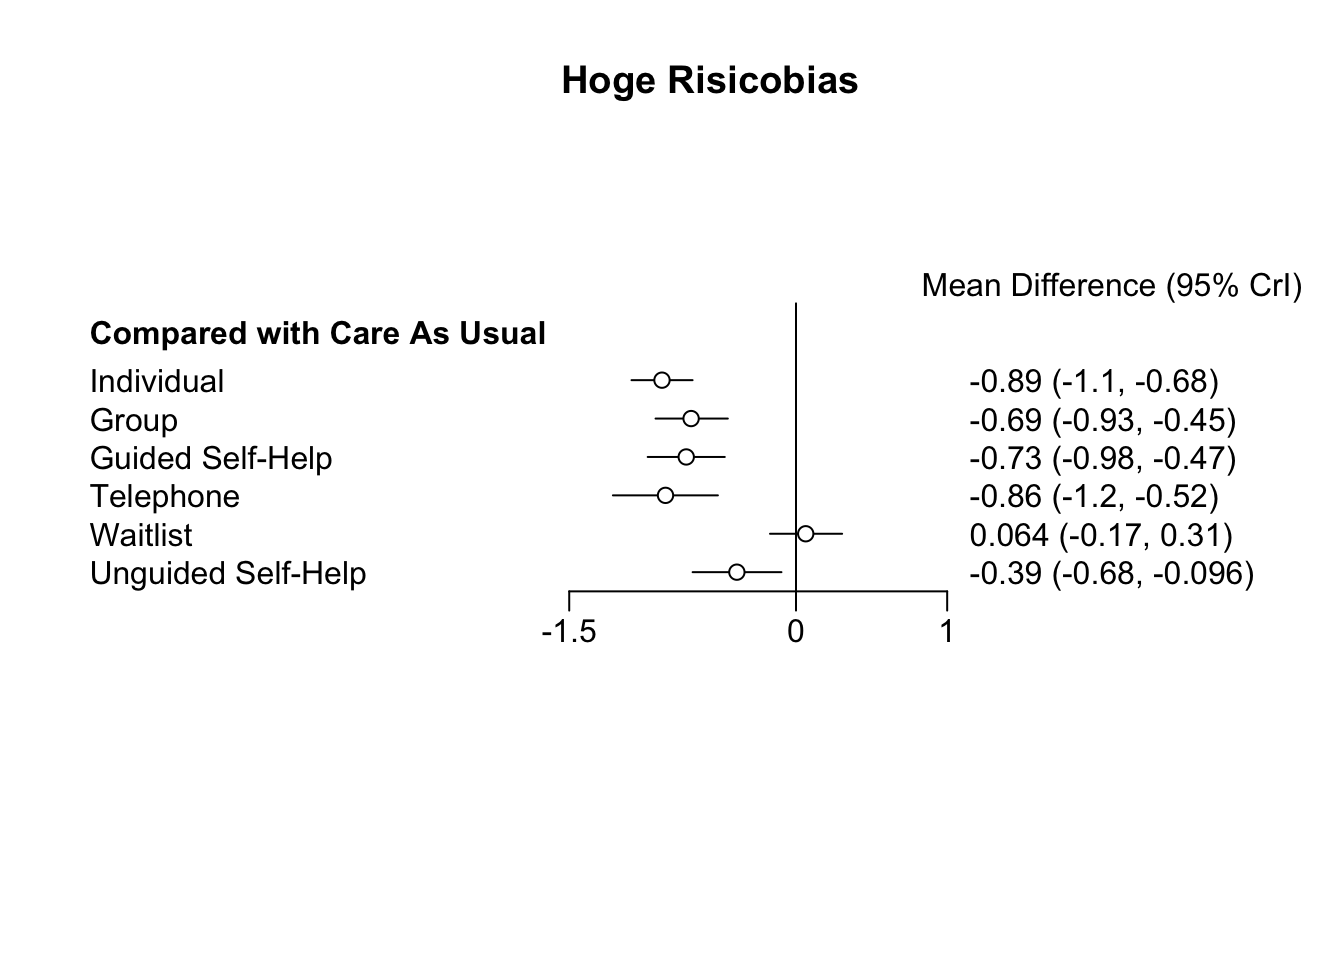 Hoge Risicobias
Mean Difference (95% CrI)
Compared with Care As Usual
Individual -0.89 (-1.1, -0.68)
Group -0.69 (-0.93, -0.45)
Guided Self-Help -0.73 (-0.98, -0.47)
Telephone -0.86 (-1.2, -0.52)
Waitlist 0.064 (-0.17, 0.31)
Unguided Self-Help -0.39 (-0.68, -0.096)
-1.5 0 1